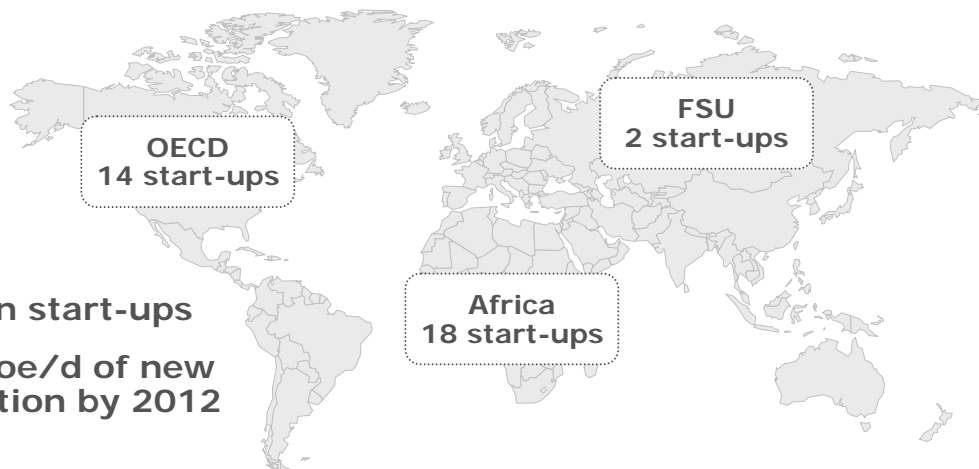 OECD
14 start-ups
FSU
2 start-ups
Africa
18 start-ups
start-ups
of new
by 2012